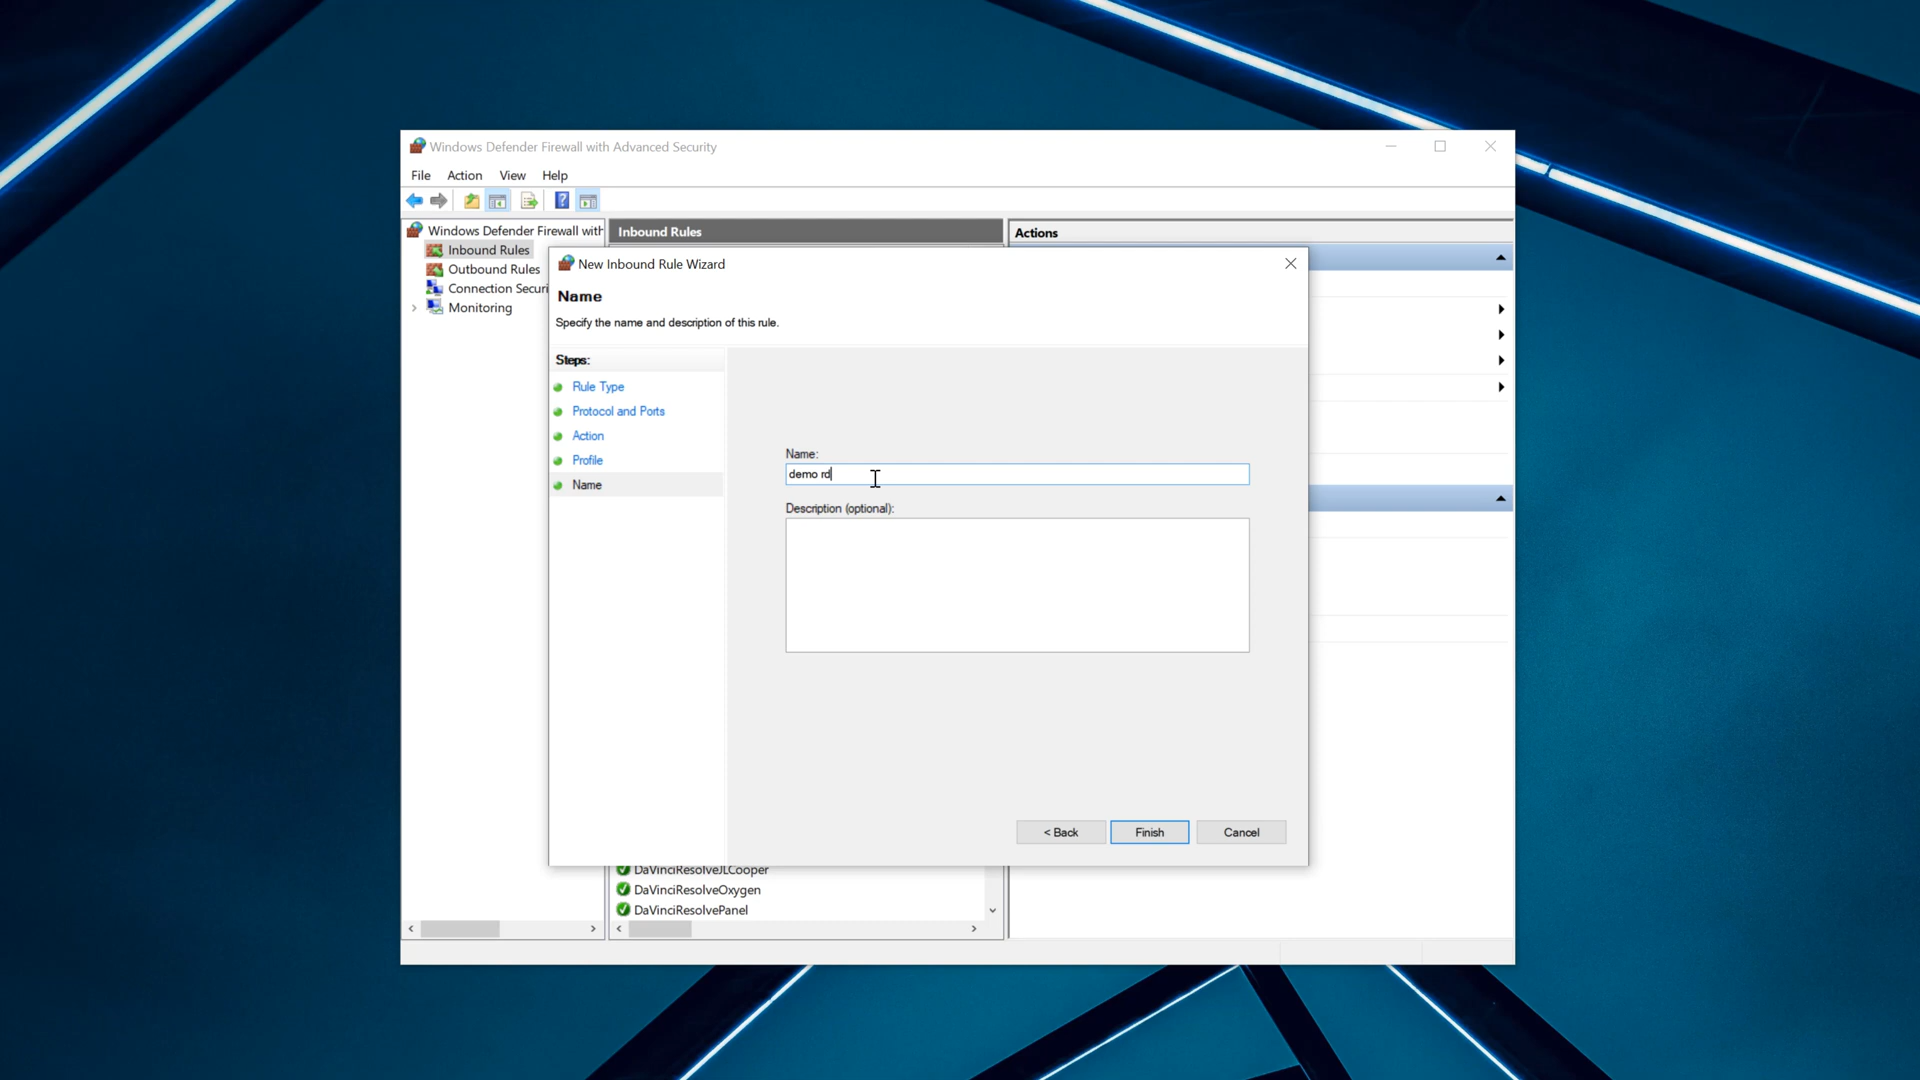 Windows Defender Firewall with Advanced Security
File Action View Help
Windows Defender Firewall with
Inbound Rules
Outbound Rules
Connection Securi
Monitoring
Inbound Rules
Actions
New Inbound Rule Wizard
Name
Specify the name and description of this rule.
Steps:
Rule Type
Protocol and Ports
Action
Profile
Name
Name:
demo rd
Description (optional):
< Back
Finish
Cancel
DaVinciResolveJLCooper
DaVinciResolveOxygen
DaVinciResolvePanel